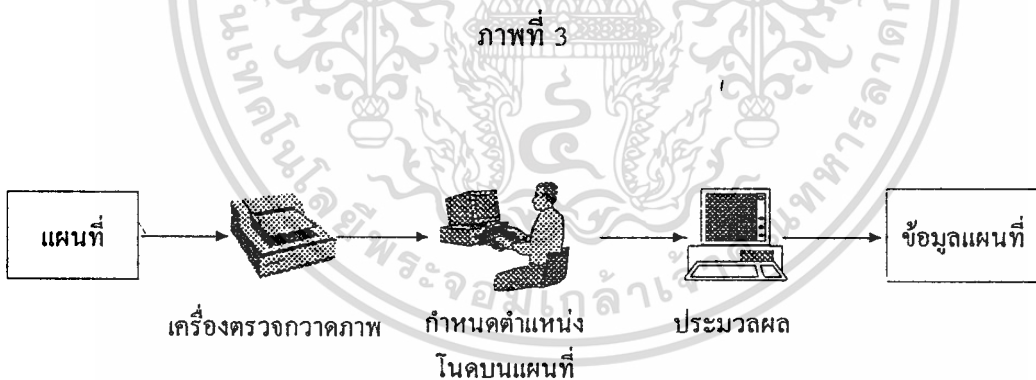 ภาพที่ 3
แผนที่
ข้อมูลแผนที่
เครื่องตรวจกวาดภาพ
กำหนดตำแหน่ง
โนดบนแผนที่
ประมวลผล